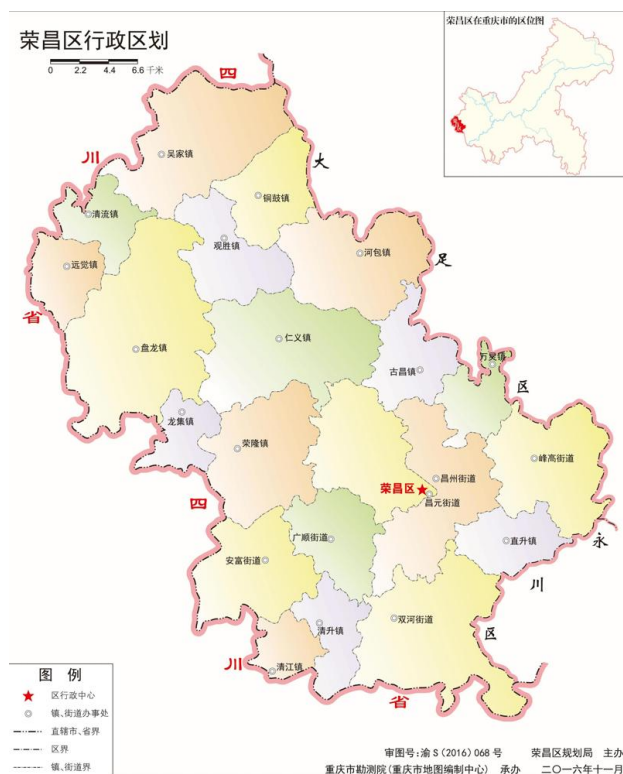 荣昌区行政区划
0 2.2 4.4 6.6 千米
荣昌区在重庆市的区位图
四
川
省
大
足
区
吴家镇
铜鼓镇
清流镇
观胜镇
河包镇
远觉镇
盘龙镇
仁义镇
古昌镇
万灵镇
龙集镇
荣隆镇
昌州街道
峰高街道
荣昌区
昌元街道
四
川
省
永
川
区
广顺街道
直升镇
安富街道
清升镇
双河街道
清江镇
图 例
区行政中心
镇、街道办事处
直辖市、省界
区界
镇、街道界
审图号:渝 S (2016) 068 号 荣昌区规划局 主办
重庆市勘测院(重庆市地图编制中心) 承办 二〇一六年十一月